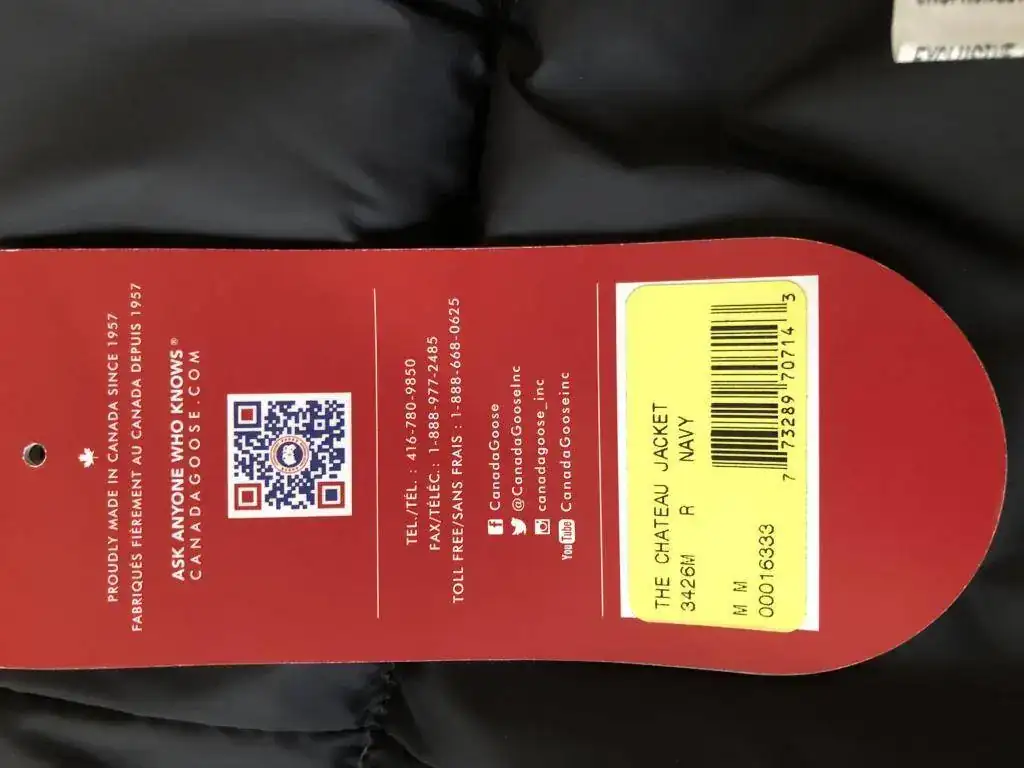 PROUDLY MADE IN CANADA SINCE 1957
FABRIQUÉS FIÈREMENT AU CANADA DEPUIS 1957
ASK ANYONE WHO KNOWS®
CANADAGOOSE.COM
TEL./TÉL.: 416-780-9850
FAX/TÉLÉC.: 1-888-977-2485
TOLL FREE/SANS FRAIS: 1-888-668-0625
f CanadaGoose
@CanadaGooseInc
canadagoose_inc
YouTube CanadaGooseinc
THE CHATEAU JACKET
3426M R NAVY
M M
00016333
7 73289 70714 3